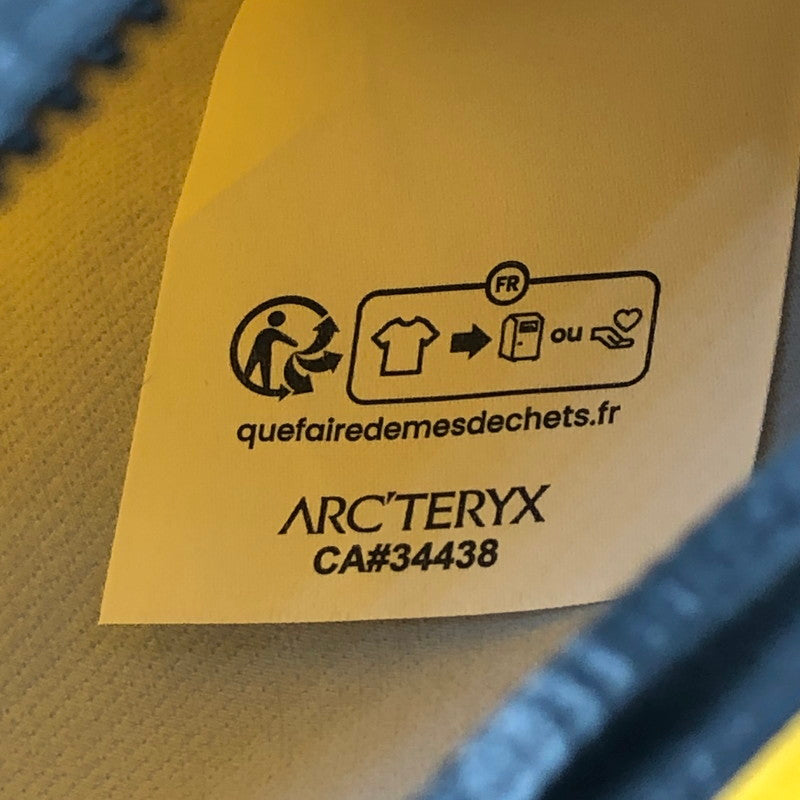 FR
ou
quefairedemesdechets.fr
ARC'TERYX
CA#34438